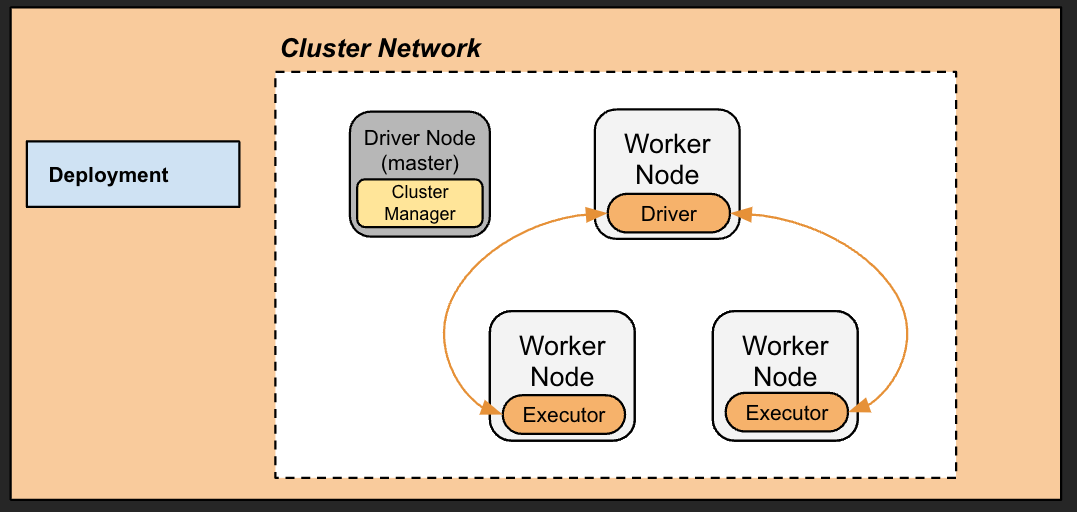 Cluster Network
Deployment
Driver Node
(master)
Cluster
Manager
Worker
Node
Driver
Worker
Node
Executor
Worker
Node
Executor